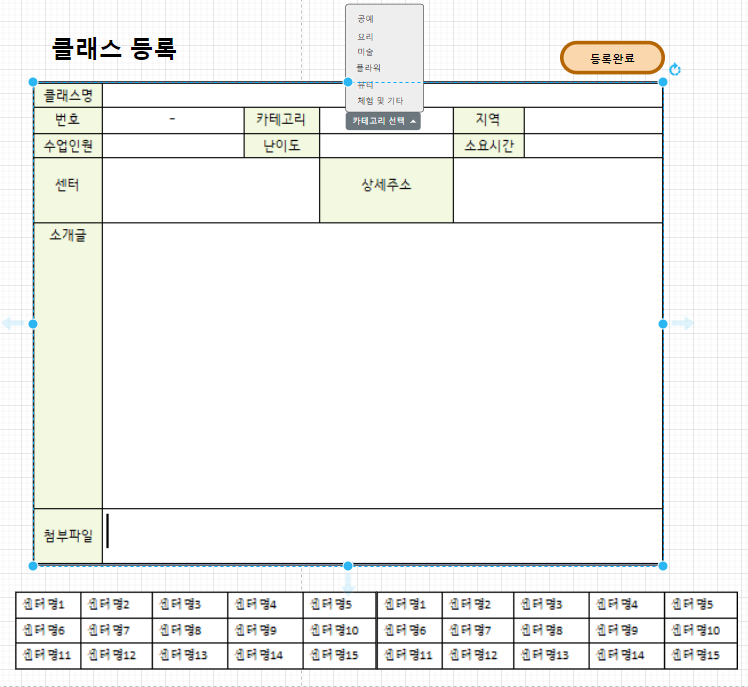 공예
요리
미술
플라워
뷰티
체험 및 기타
카테고리 선택
클래스 등록
등록완료
클래스명
번호 - 카테고리 지역
수업인원 난이도 소요시간
센터 상세주소
소개글
첨부파일
센터명1 센터명2 센터명3 센터명4 센터명5 센터명1 센터명2 센터명3 센터명4 센터명5
센터명6 센터명7 센터명8 센터명9 센터명10 센터명6 센터명7 센터명8 센터명9 센터명10
센터명11 센터명12 센터명13 센터명14 센터명15 센터명11 센터명12 센터명13 센터명14 센터명15